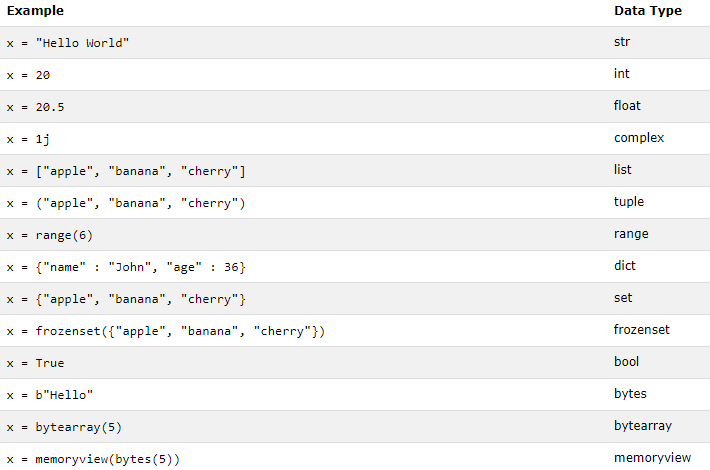 Example Data Type
x = "Hello World" str
x = 20 int
x = 20.5 float
x = 1j complex
x = ["apple", "banana", "cherry"] list
x = ("apple", "banana", "cherry") tuple
x = range(6) range
x = {"name" : "John", "age" : 36} dict
x = {"apple", "banana", "cherry"} set
x = frozenset({"apple", "banana", "cherry"}) frozenset
x = True bool
x = b"Hello" bytes
x = bytearray(5) bytearray
x = memoryview(bytes(5)) memoryview